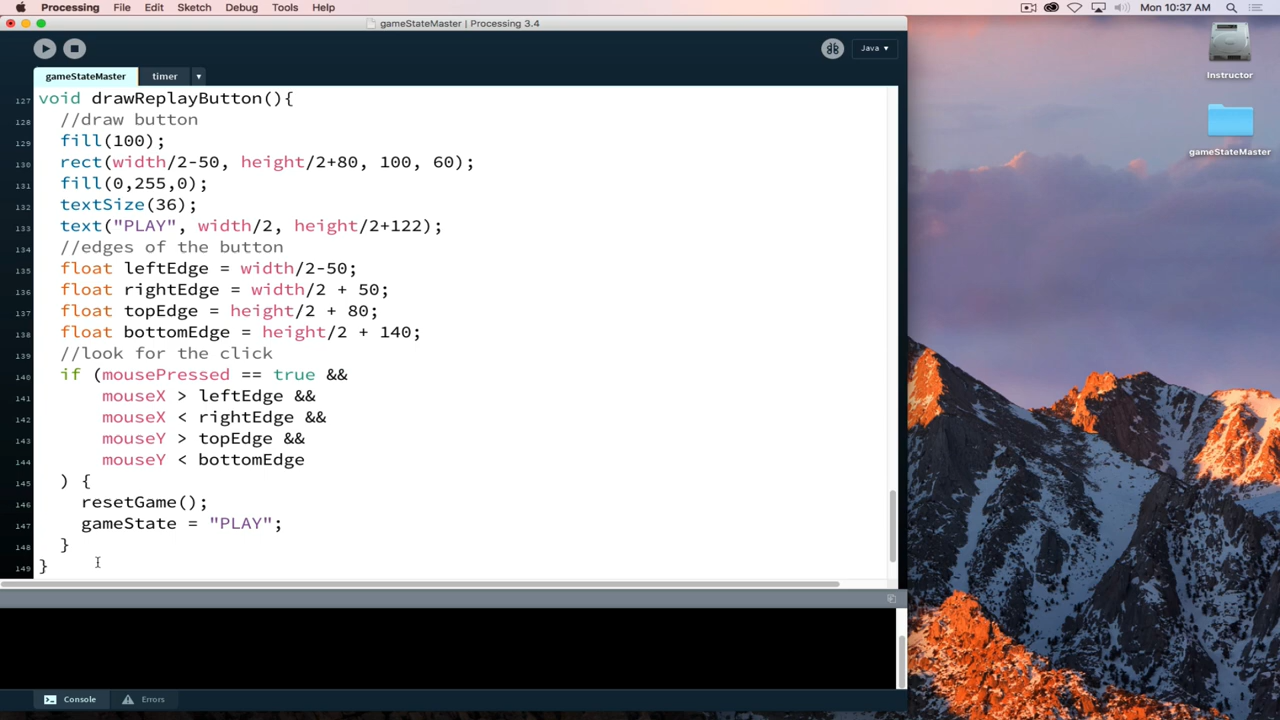 Processing File Edit Sketch Debug Tools Help Mon 10:37 AM
gameStateMaster | Processing 3.4
Java ▾
gameStateMaster timer ▾
127 void drawReplayButton(){
128 //draw button
129 fill(100);
130 rect(width/2-50, height/2+80, 100, 60);
131 fill(0,255,0);
132 textSize(36);
133 text("PLAY", width/2, height/2+122);
134 //edges of the button
135 float leftEdge = width/2-50;
136 float rightEdge = width/2 + 50;
137 float topEdge = height/2 + 80;
138 float bottomEdge = height/2 + 140;
139 //look for the click
140 if (mousePressed == true &&
141 mouseX > leftEdge &&
142 mouseX < rightEdge &&
143 mouseY > topEdge &&
144 mouseY < bottomEdge
145 ) {
146 resetGame();
147 gameState = "PLAY";
148 }
149 }
Console Errors
Instructor
gameStateMaster